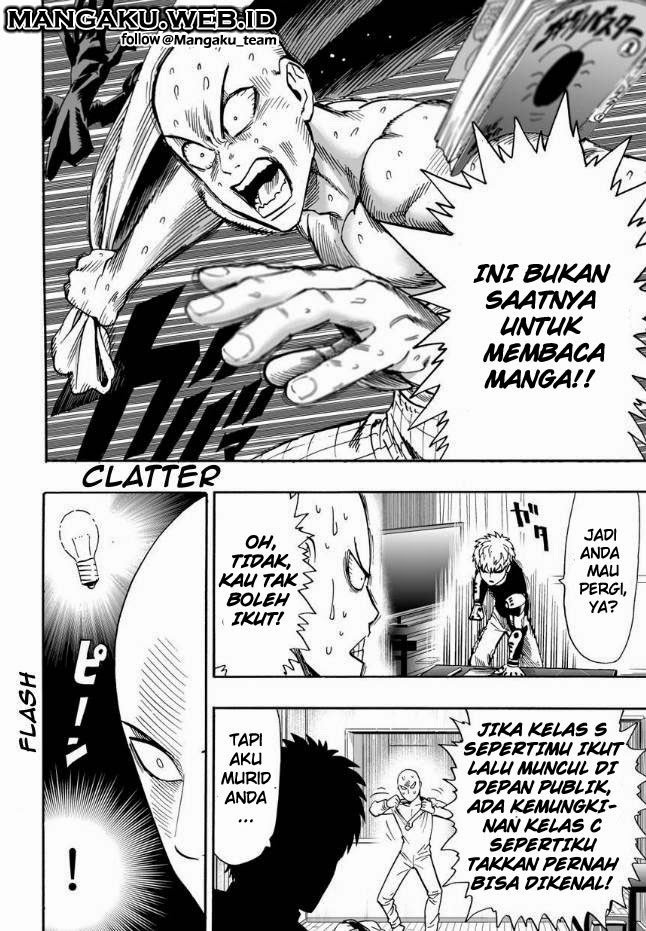 MANGAKU.WEB.ID
follow @Mangaku_team
①
INI BUKAN
SAATNYA
UNTUK
MEMBACA
MANGA!!
CLATTER
ガタ
JADI
ANDA
MAU
PERGI,
YA?
OH,
TIDAK,
KAU TAK
BOLEH
IKUT!
ピーン
FLASH
!
JIKA KELAS S
SEPERTIMU IKUT
LALU MUNCUL DI
DEPAN PUBLIK,
ADA KEMUNGKI-
NAN KELAS C
SEPERTIKU
TAKKAN PERNAH
BISA DIKENAL!
TAPI
AKU
MURID
ANDA
...